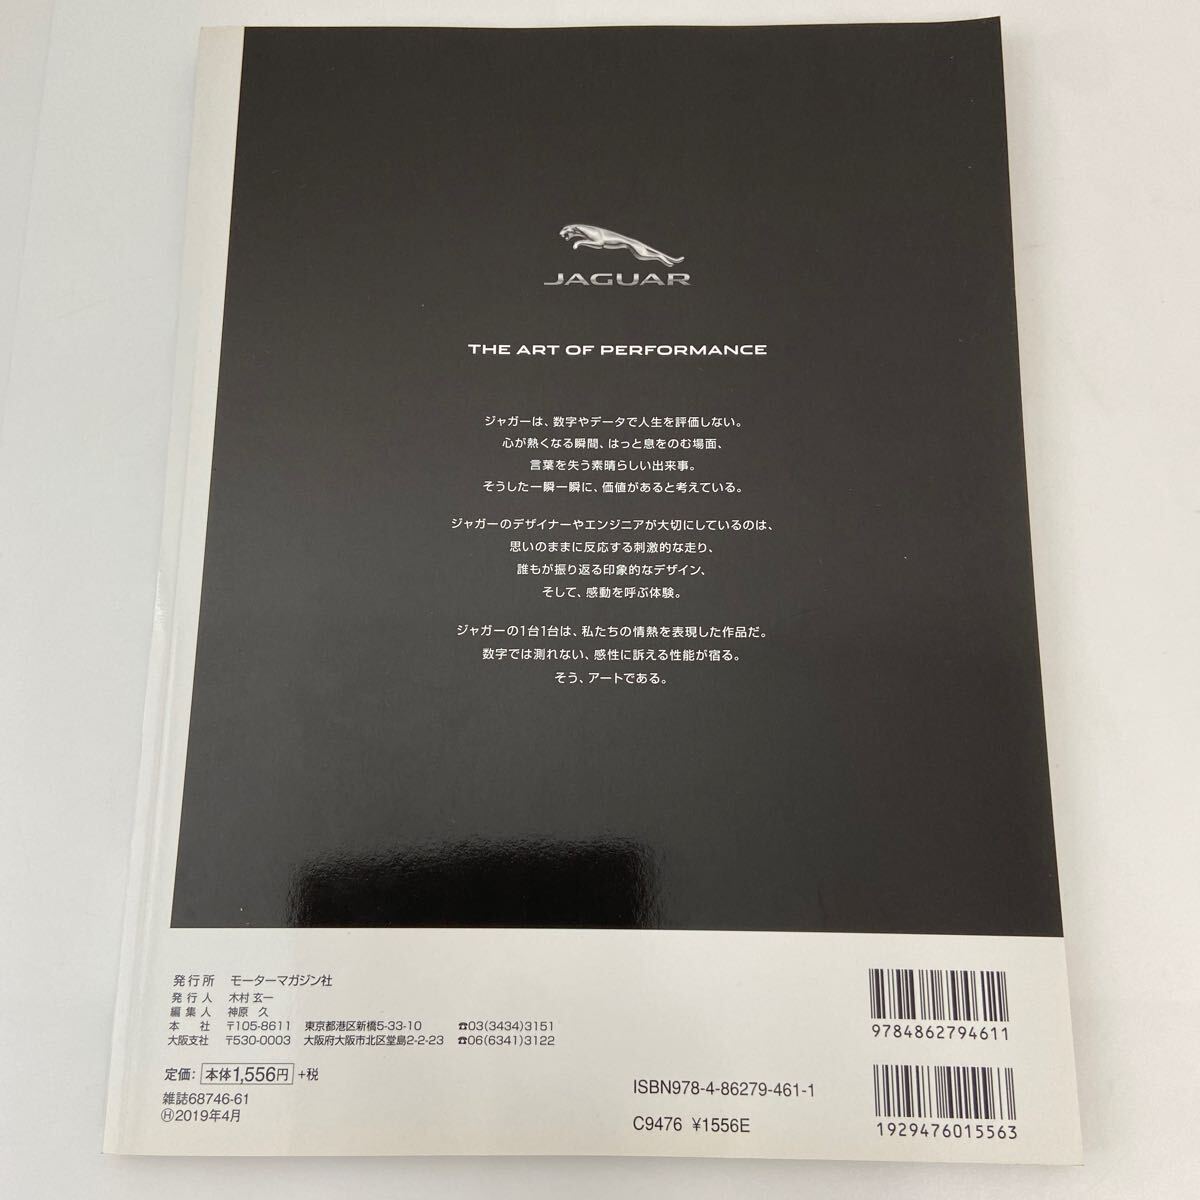 JAGUAR
THE ART OF PERFORMANCE
ジャガーは、数字やデータで人生を評価しない。
心が熱くなる瞬間、はっと息をのむ場面、
言葉を失う素晴らしい出来事。
そうした一瞬一瞬に、価値があると考えている。
ジャガーのデザイナーやエンジニアが大切にしているのは、
思いのままに反応する刺激的な走り、
誰もが振り返る印象的なデザイン、
そして、感動を呼ぶ体験。
ジャガーの1台1台は、私たちの情熱を表現した作品だ。
数字では測れない、感性に訴える性能が宿る。
そう、アートである。
発行所 モーターマガジン社
発行人 木村 玄一
編集人 神原 久
本 社 〒105-8611 東京都港区新橋5-33-10 ☎03(3434)3151
大阪支社 〒530-0003 大阪府大阪市北区堂島2-2-23 ☎06(6341)3122
定価： 本体1,556円 +税
雑誌68746-61
Ⓗ2019年4月
ISBN978-4-86279-461-1
C9476 ¥1556E
9784862794611
1929476015563